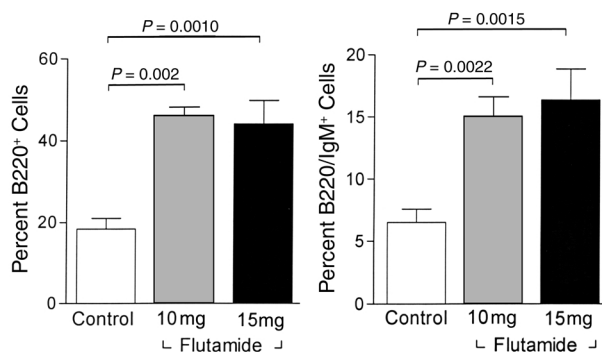 P = 0.0010
P = 0.002
Percent B220⁺ Cells
60
40
20
0
Control 10mg 15mg
Flutamide
P = 0.0015
P = 0.0022
Percent B220/IgM⁺ Cells
20
15
10
5
0
Control 10mg 15mg
Flutamide